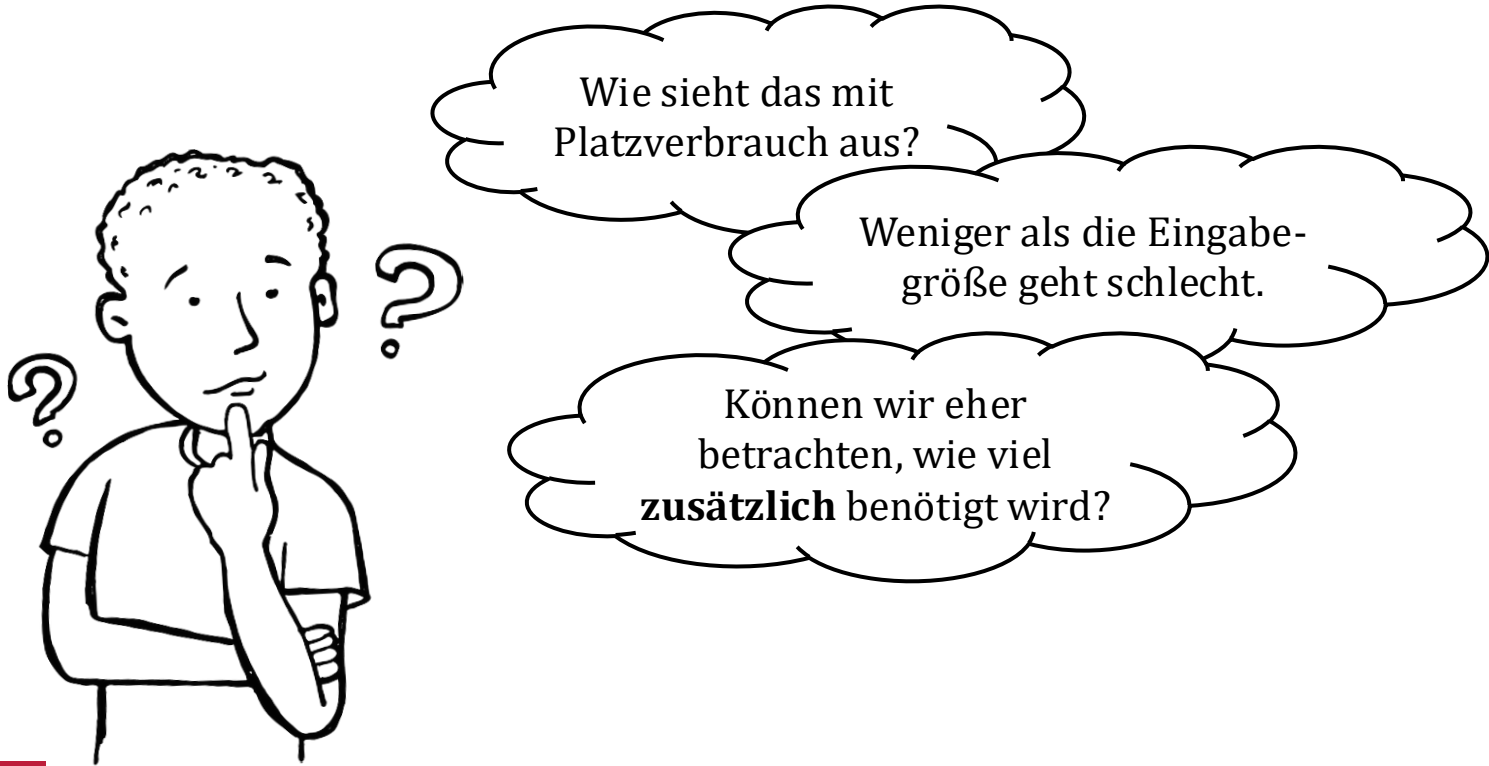 Wie sieht das mit
Platzverbrauch aus?
Weniger als die Eingabe-
größe geht schlecht.
Können wir eher
betrachten, wie viel
zusätzlich benötigt wird?
? 
?